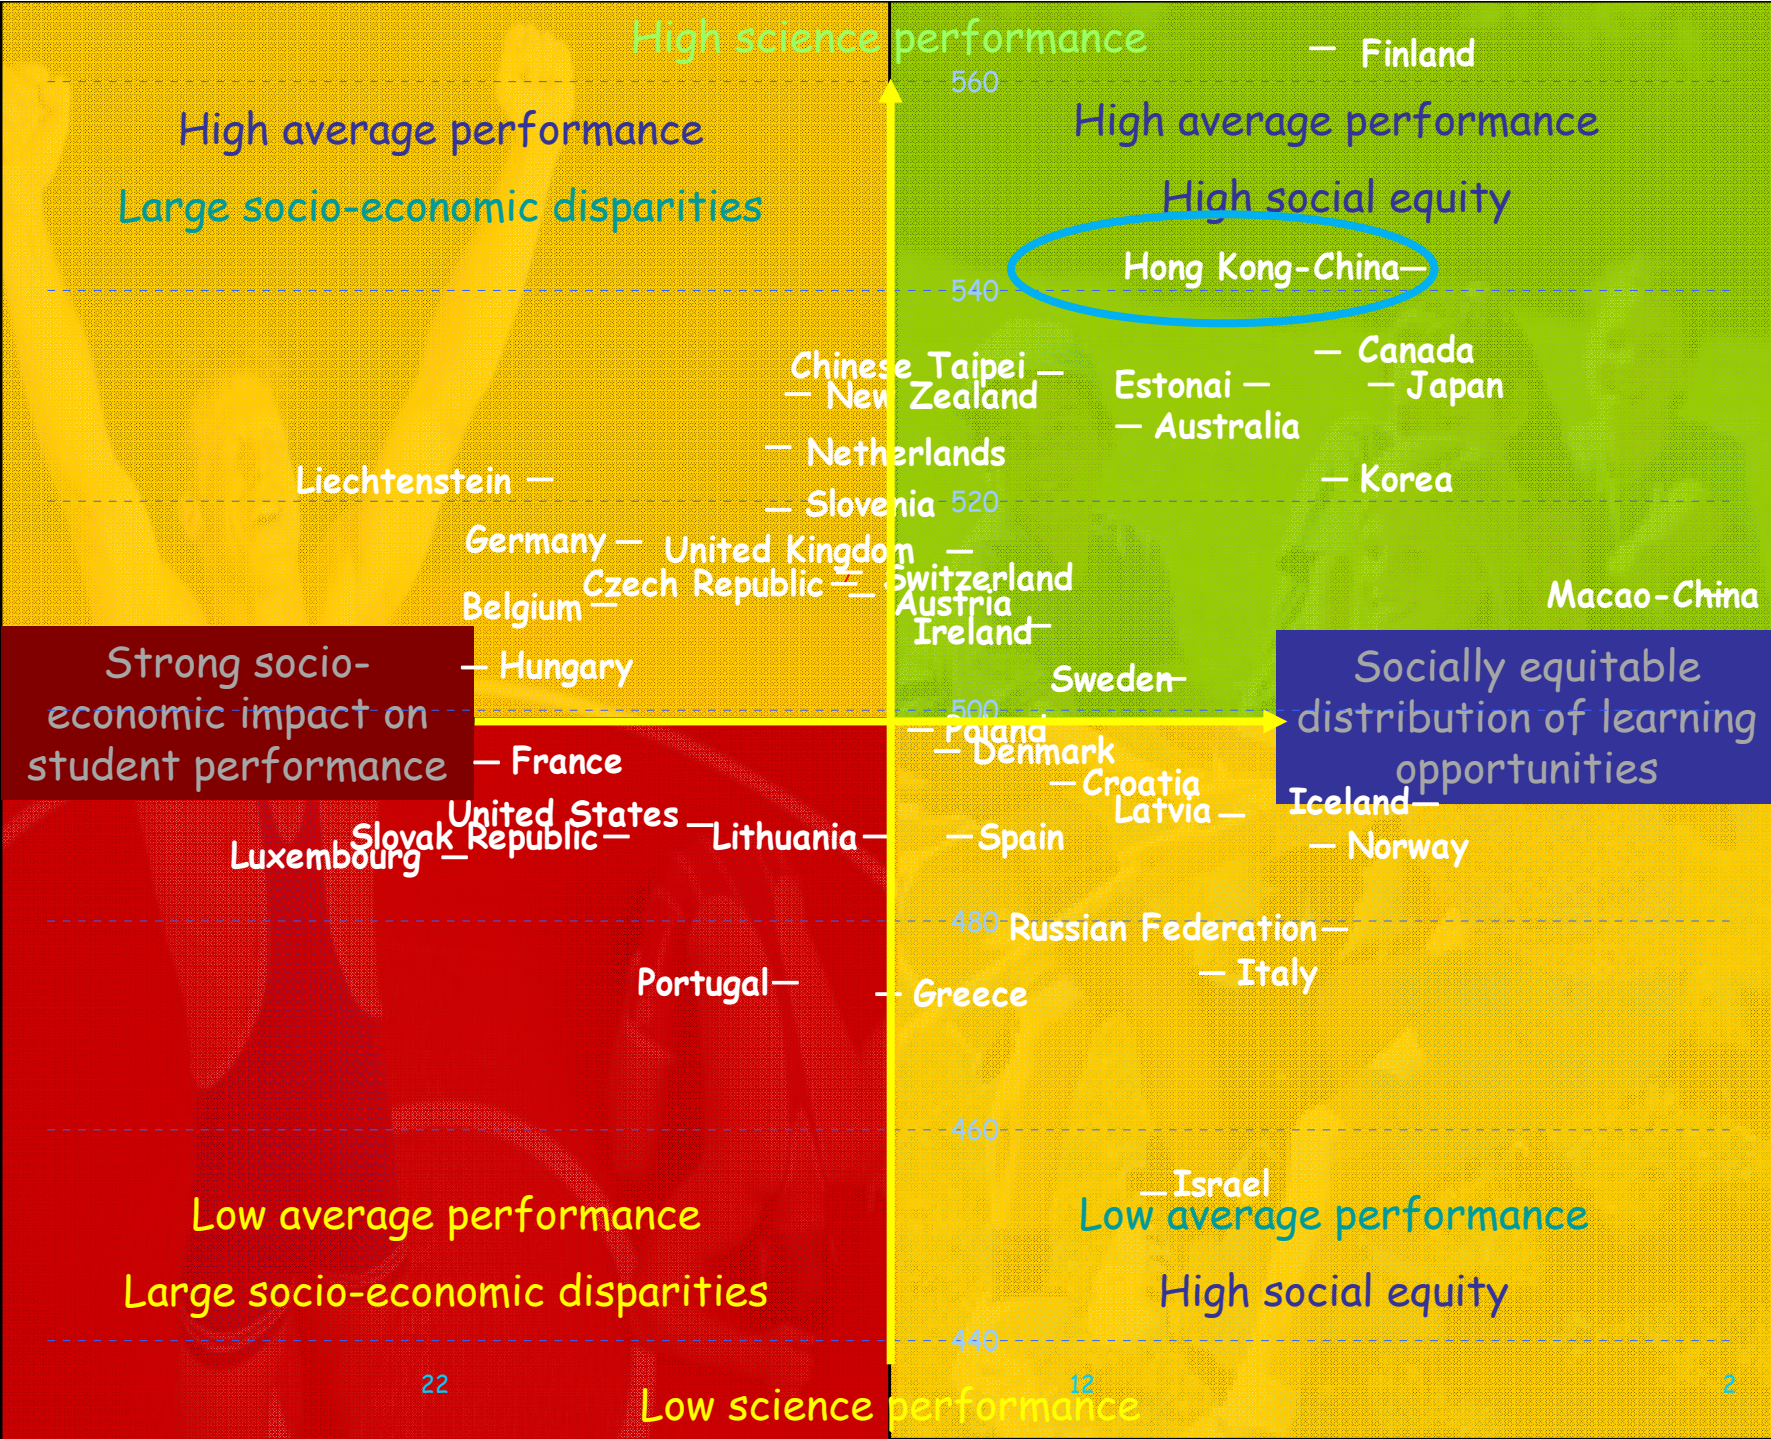 High science performance
Finland
560
High average performance
High average performance
Large socio-economic disparities
High social equity
Hong Kong-China
540
Chinese Taipei
Canada
Estonai
Japan
New Zealand
Australia
Netherlands
Liechtenstein
Korea
520
Slovenia
Germany
United Kingdom
Czech Republic
Switzerland
Macao-China
Belgium
Austria
Ireland
Strong socio-
economic impact on
student performance
Hungary
Sweden
Socially equitable
distribution of learning
opportunities
500
Poland
Denmark
France
Croatia
Iceland
Latvia
United States
Slovak Republic
Lithuania
Spain
Norway
Luxembourg
480
Russian Federation
Italy
Portugal
Greece
460
Israel
Low average performance
Low average performance
Large socio-economic disparities
High social equity
440
22
12
2
Low science performance